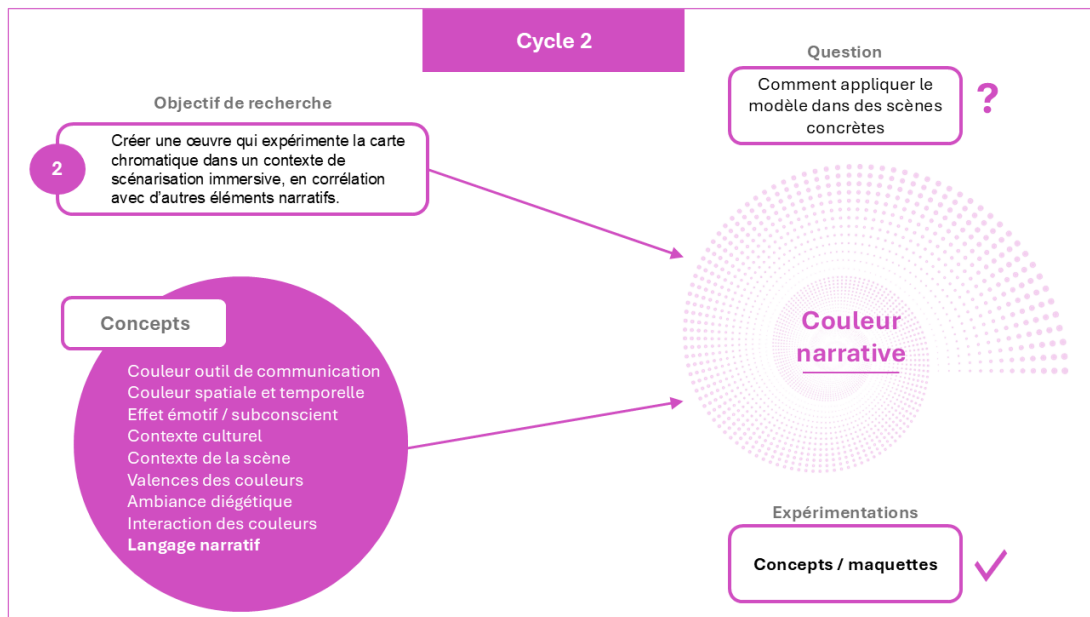 Cycle 2
Objectif de recherche
2
Créer une œuvre qui expérimente la carte
chromatique dans un contexte de
scénarisation immersive, en corrélation
avec d’autres éléments narratifs.
Concepts
Couleur outil de communication
Couleur spatiale et temporelle
Effet émotif / subconscient
Contexte culturel
Contexte de la scène
Valences des couleurs
Ambiance diégétique
Interaction des couleurs
Langage narratif
Question
Comment appliquer le
modèle dans des scènes
concrètes
?
Couleur
narrative
Expérimentations
Concepts / maquettes